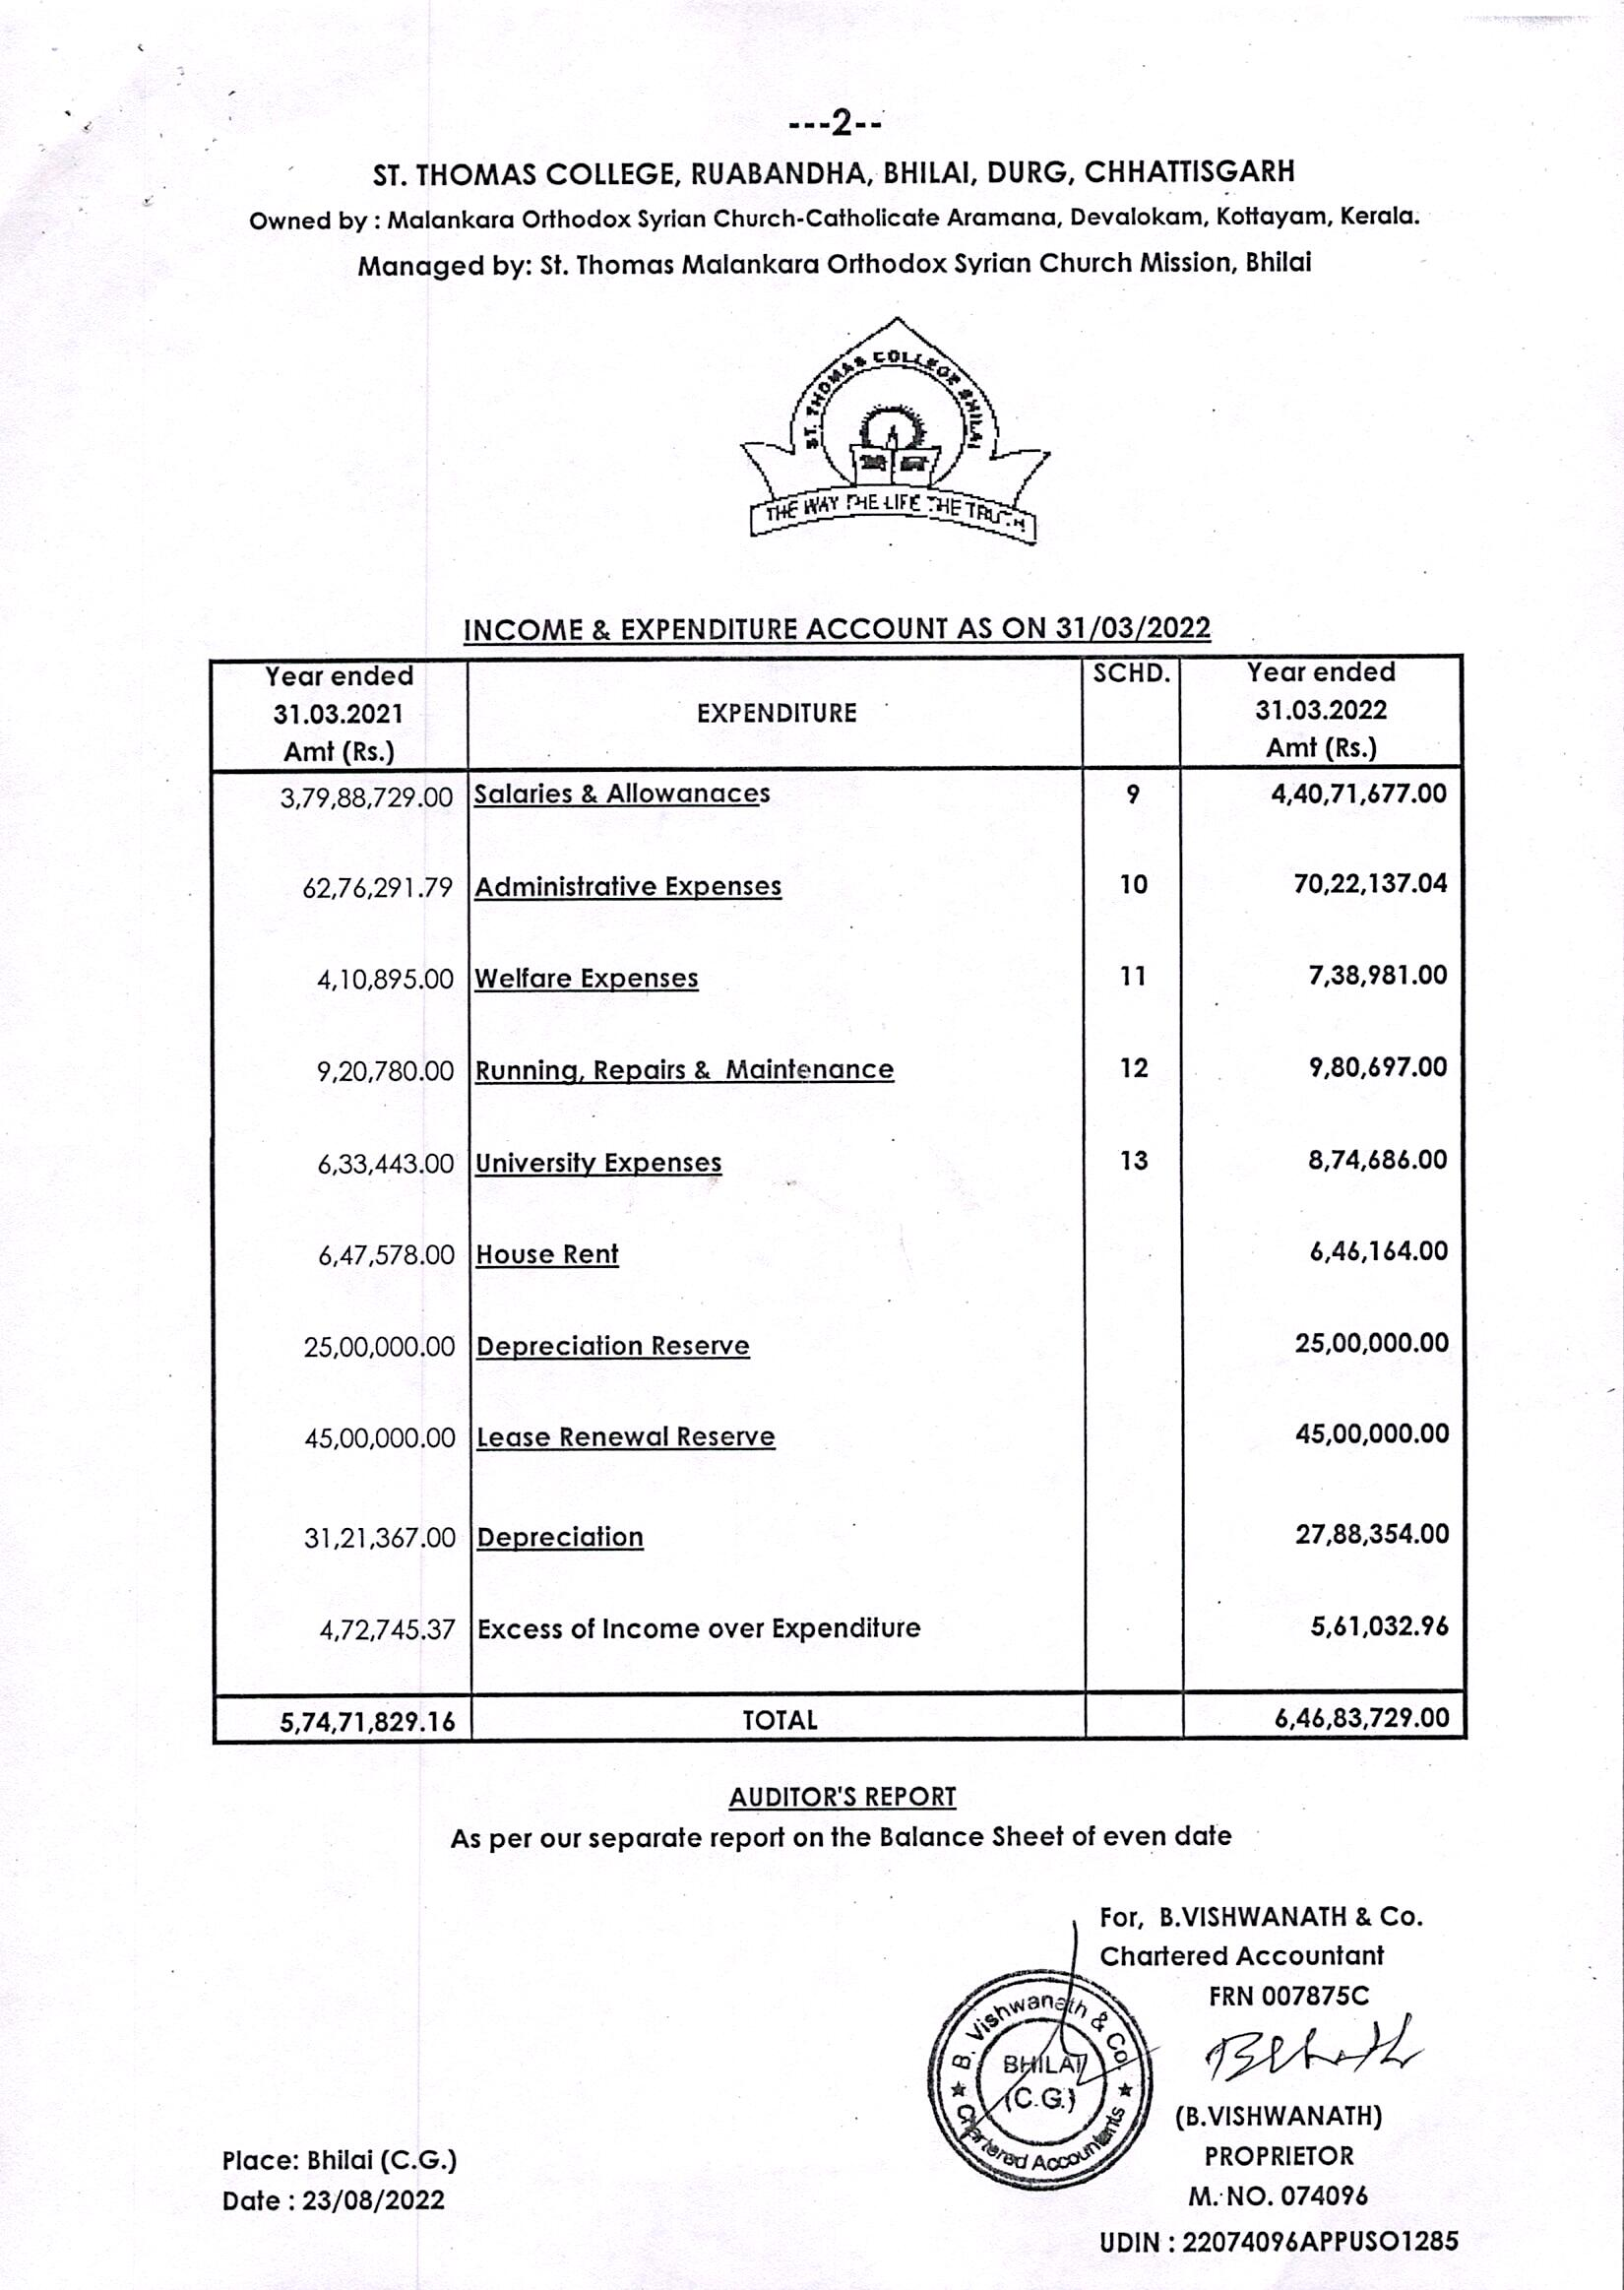 ---2--
ST. THOMAS COLLEGE, RUABANDHA, BHILAI, DURG, CHHATTISGARH
Owned by : Malankara Orthodox Syrian Church-Catholicate Aramana, Devalokam, Kottayam, Kerala.
Managed by: St. Thomas Malankara Orthodox Syrian Church Mission, Bhilai
ST. THOMAS COLLEGE BHILAI
THE WAY THE LIFE THE TRUTH
INCOME & EXPENDITURE ACCOUNT AS ON 31/03/2022
Year ended 31.03.2021 Amt (Rs.) EXPENDITURE SCHD. Year ended 31.03.2022 Amt (Rs.)
3,79,88,729.00 Salaries & Allowanaces 9 4,40,71,677.00
62,76,291.79 Administrative Expenses 10 70,22,137.04
4,10,895.00 Welfare Expenses 11 7,38,981.00
9,20,780.00 Running, Repairs & Maintenance 12 9,80,697.00
6,33,443.00 University Expenses 13 8,74,686.00
6,47,578.00 House Rent 6,46,164.00
25,00,000.00 Depreciation Reserve 25,00,000.00
45,00,000.00 Lease Renewal Reserve 45,00,000.00
31,21,367.00 Depreciation 27,88,354.00
4,72,745.37 Excess of Income over Expenditure 5,61,032.96
5,74,71,829.16 TOTAL 6,46,83,729.00
AUDITOR'S REPORT
As per our separate report on the Balance Sheet of even date
For, B.VISHWANATH & Co.
Chartered Accountant
FRN 007875C
B. Vishwanath & Co.
BHILAI
(C.G.)
Chartered Accountants
(B.VISHWANATH)
PROPRIETOR
M. NO. 074096
UDIN : 22074096APPUSO1285
Place: Bhilai (C.G.)
Date : 23/08/2022